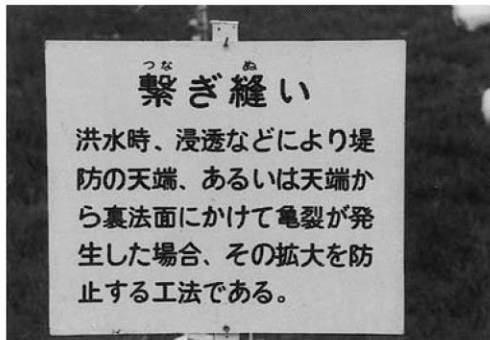 つな ぬ
繋ぎ縫い
洪水時、浸透などにより堤
防の天端、あるいは天端か
ら裏法面にかけて亀裂が発
生した場合、その拡大を防
止する工法である。